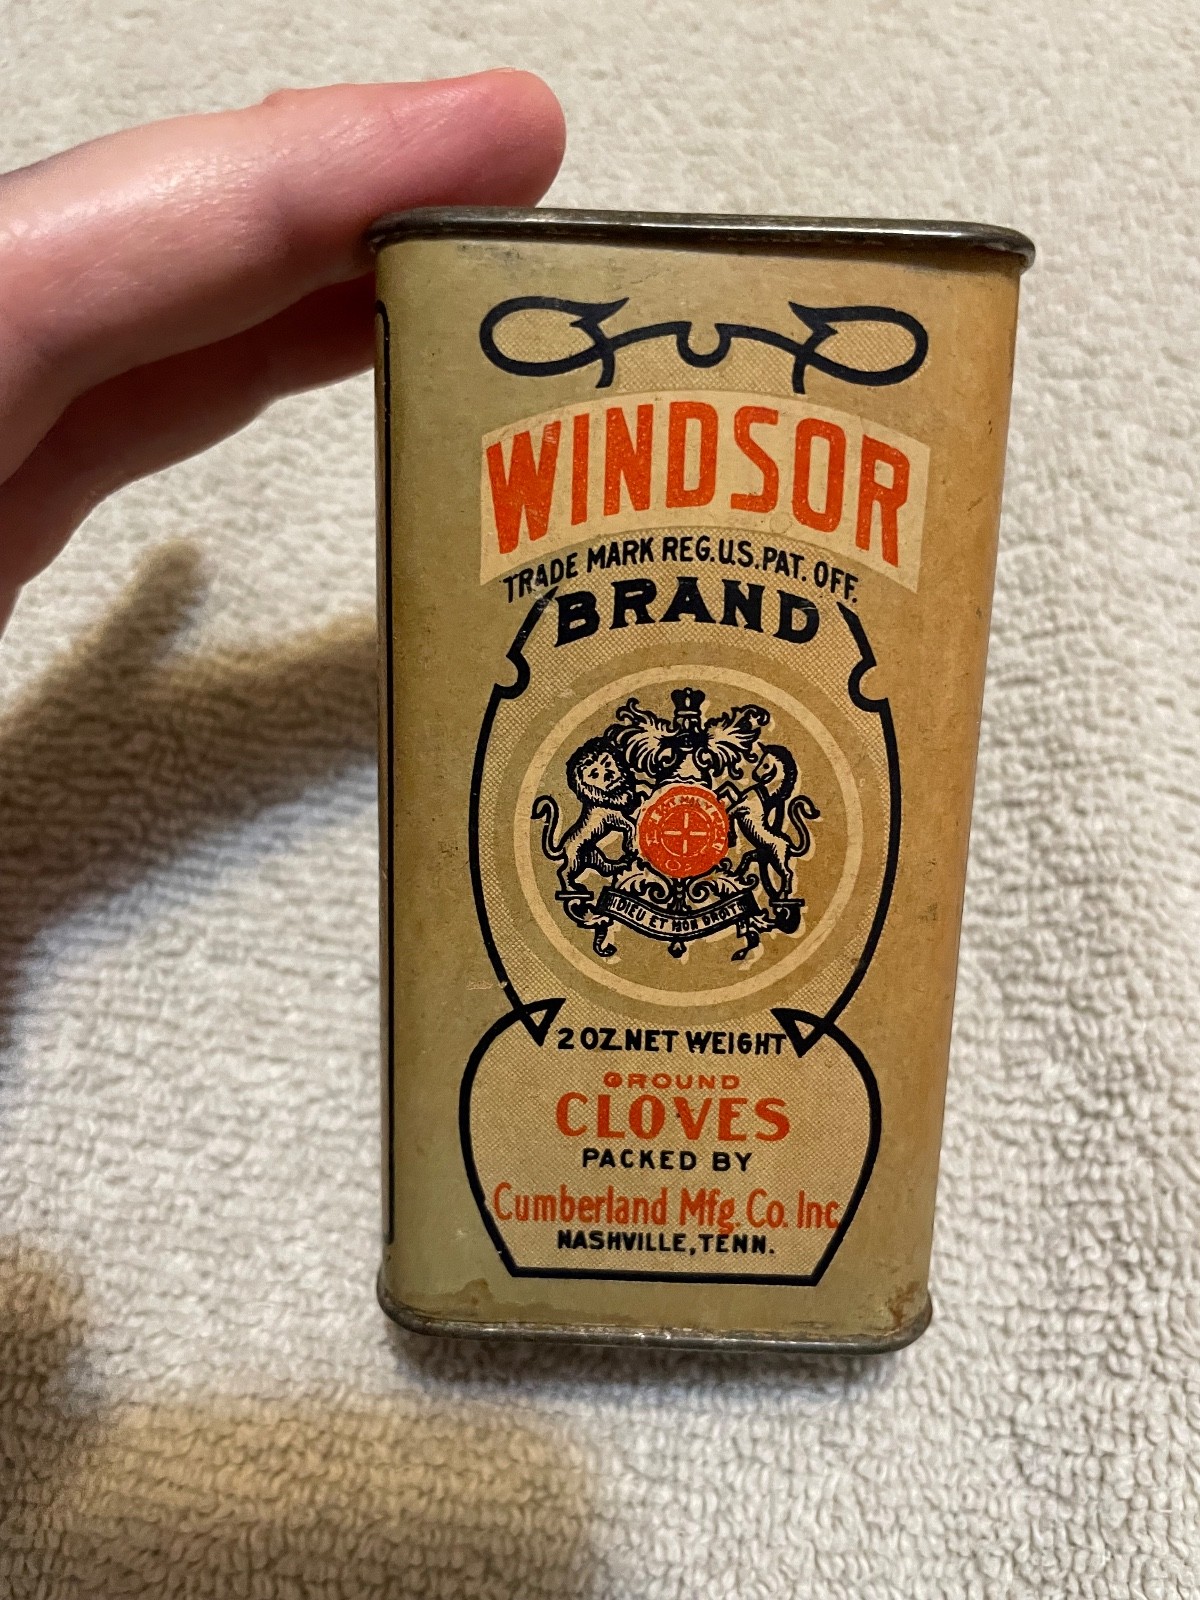 WINDSOR
TRADE MARK REG. U.S. PAT. OFF.
BRAND
DIEU ET MON DROIT
2 OZ. NET WEIGHT
GROUND
CLOVES
PACKED BY
Cumberland Mfg. Co. Inc.
NASHVILLE, TENN.